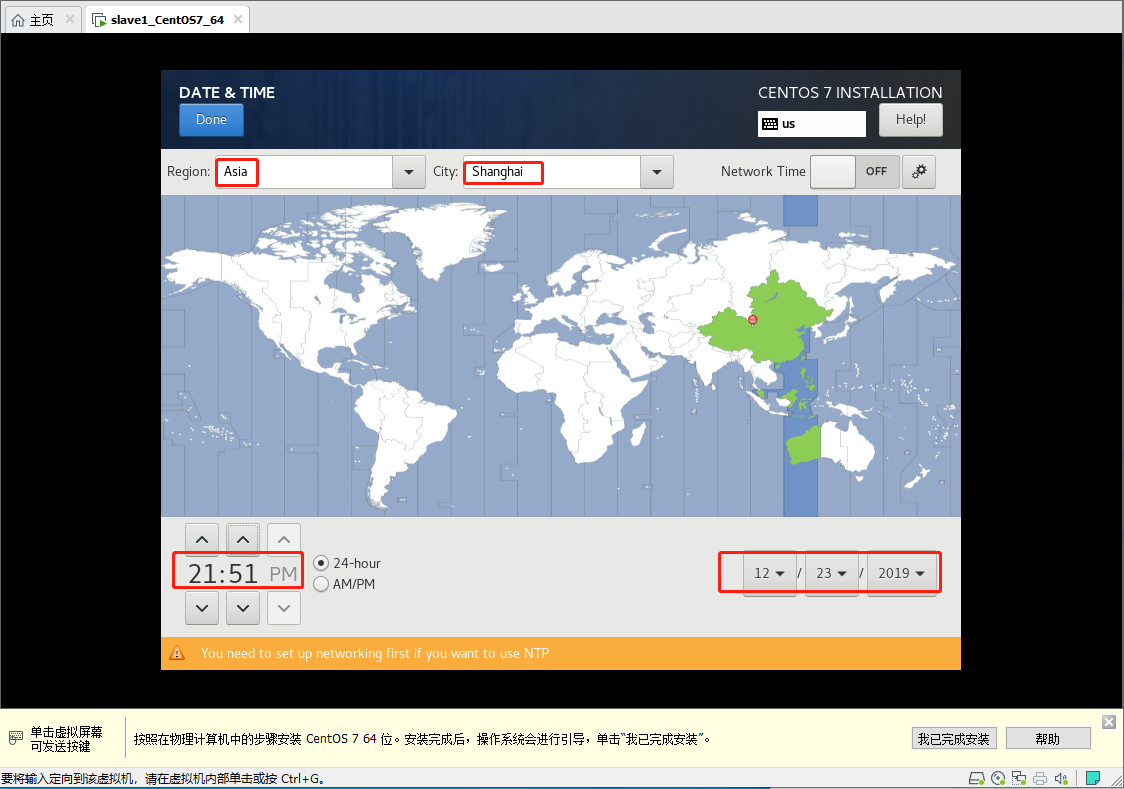 主页 slave1_CentOS7_64
DATE & TIME
CENTOS 7 INSTALLATION
Done
us
Help!
Region: Asia City: Shanghai Network Time OFF
21:51 PM
24-hour
AM/PM
12 / 23 / 2019
You need to set up networking first if you want to use NTP
单击虚拟屏幕
可发送按键
按照在物理计算机中的步骤安装 CentOS 7 64 位。安装完成后，操作系统会进行引导，单击“我已完成安装”。
我已完成安装 帮助
要将输入定向到该虚拟机，请在虚拟机内部单击或按 Ctrl+G。